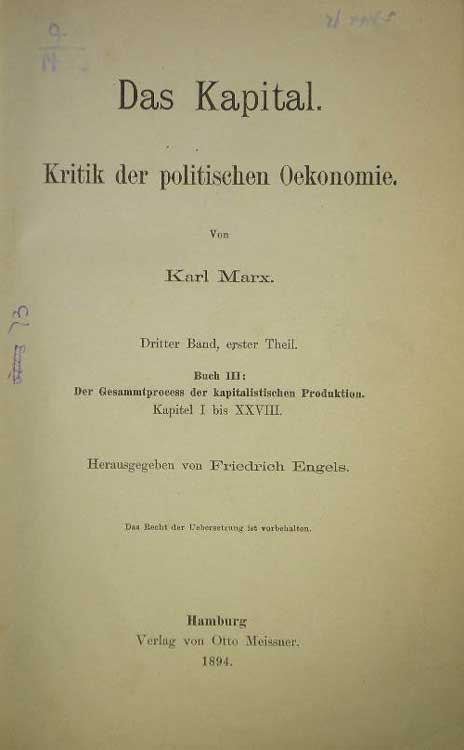 Das Kapital.
Kritik der politischen Oekonomie.
Von
Karl Marx.
Dritter Band, erster Theil.
Buch III:
Der Gesammtprocess der kapitalistischen Produktion.
Kapitel I bis XXVIII.
Herausgegeben von Friedrich Engels.
Das Recht der Uebersetzung ist vorbehalten.
Hamburg
Verlag von Otto Meissner.
1894.